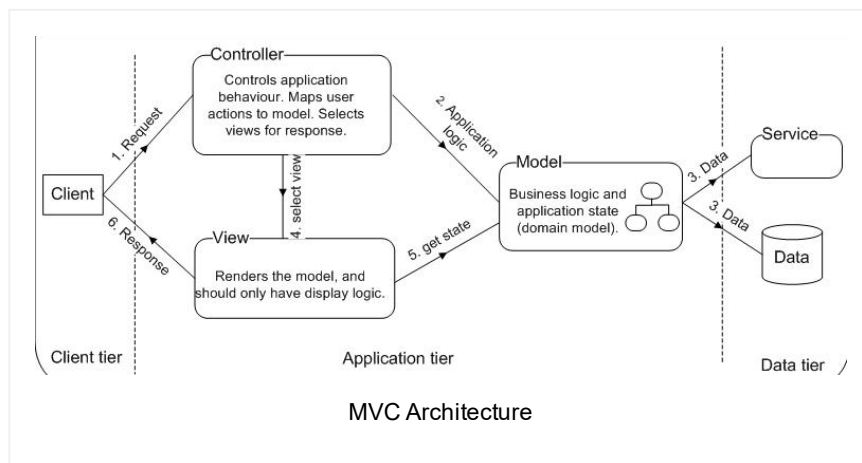 Controller
Controls application
behaviour. Maps user
actions to model. Selects
views for response.
1. Request
2. Application
logic
Service
Model
3. Data
Client
Business logic and
application state
(domain model).
4. select view
3. Data
6. Response
View
5. get state
Renders the model, and
should only have display logic.
Data
Client tier
Application tier
Data tier
MVC Architecture